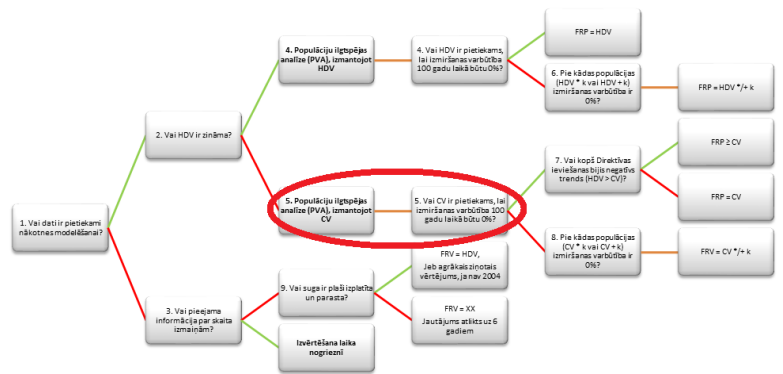 4. Populāciju ilgtspējas
analīze (PVA), izmantojot
HDV
4. Vai HDV ir pietiekams,
lai izmiršanas varbūtība
100 gadu laikā būtu 0%?
FRP = HDV
6. Pie kādas populācijas
(HDV * k vai HDV + k)
izmiršanas varbūtība ir
0%?
FRP = HDV */+ k
2. Vai HDV ir zināma?
7. Vai kopš Direktīvas
ieviešanas bijis negatīvs
trends (HDV > CV)?
FRP ≥ CV
FRP = CV
1. Vai dati ir pietiekami
nākotnes modelēšanai?
5. Populāciju ilgtspējas
analīze (PVA), izmantojot
CV
5. Vai CV ir pietiekams, lai
izmiršanas varbūtība 100
gadu laikā būtu 0%?
8. Pie kādas populācijas
(CV * k vai CV + k)
izmiršanas varbūtība ir
0%?
FRV = CV */+ k
3. Vai pieejama
informācija par skaita
izmaiņām?
9. Vai suga ir plaši izplatīta
un parasta?
FRV = HDV,
Jeb agrākais ziņotais
vērtējums, ja nav 2004
FRV = XX
Jautājums atlikts uz 6
gadiem
Izvērtēšana laika
nogrieznī